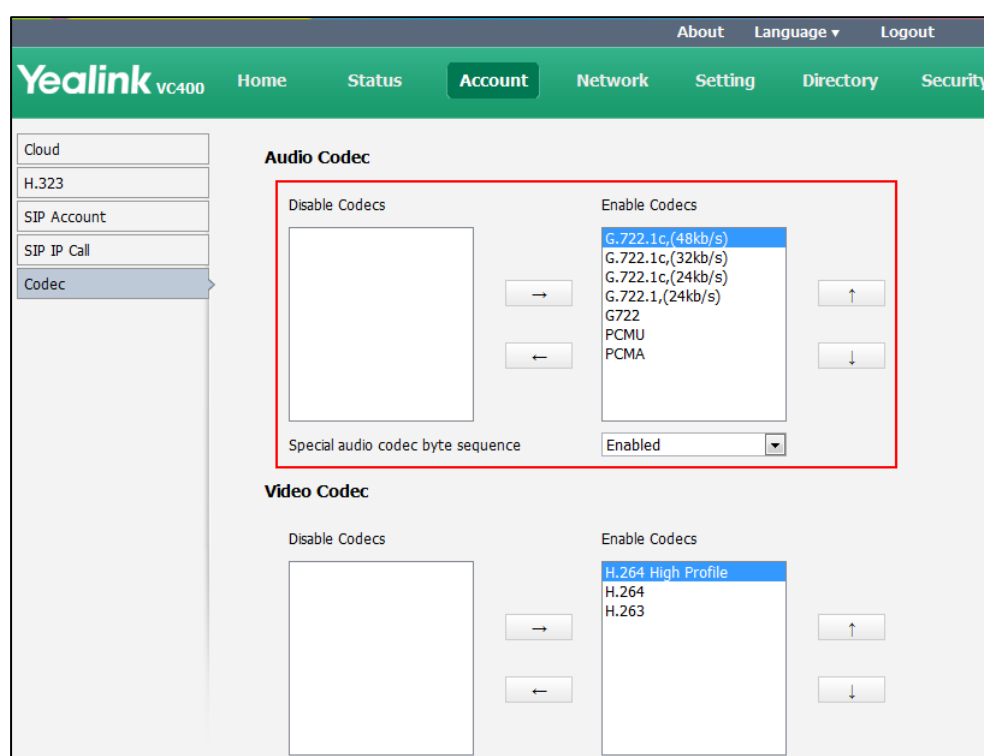 About Language ▾ Logout
Yealink VC400 Home Status Account Network Setting Directory Security
Cloud
H.323
SIP Account
SIP IP Call
Codec
Audio Codec
Disable Codecs Enable Codecs
G.722.1c,(48kb/s)
G.722.1c,(32kb/s)
G.722.1c,(24kb/s)
G.722.1,(24kb/s)
G722
PCMU
PCMA
→
←
↑
↓
Special audio codec byte sequence Enabled
Video Codec
Disable Codecs Enable Codecs
H.264 High Profile
H.264
H.263
→
←
↑
↓